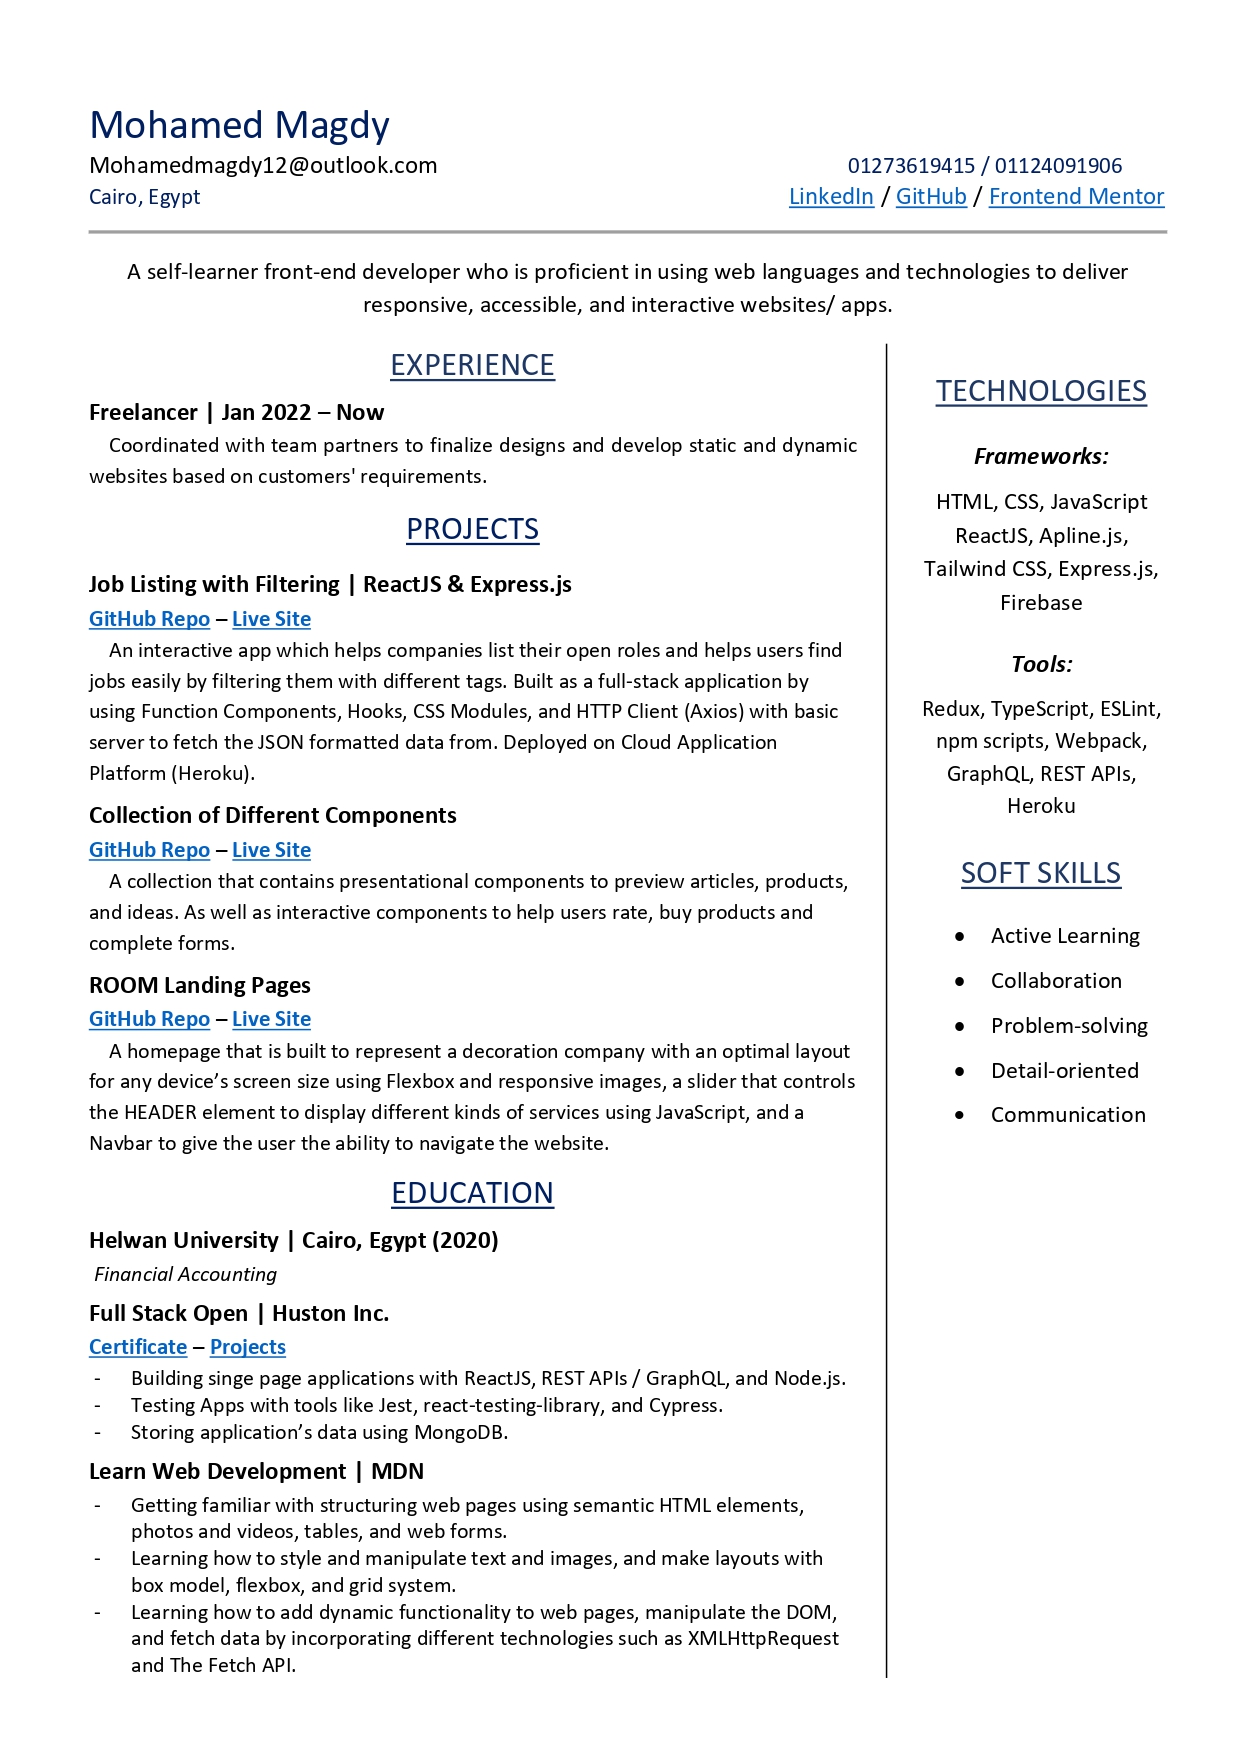 Mohamed Magdy
Mohamedmagdy12@outlook.com
01273619415 / 01124091906
Cairo, Egypt
LinkedIn / GitHub / Frontend Mentor
A self-learner front-end developer who is proficient in using web languages and technologies to deliver
responsive, accessible, and interactive websites/ apps.
EXPERIENCE
Freelancer | Jan 2022 – Now
Coordinated with team partners to finalize designs and develop static and dynamic
websites based on customers' requirements.
PROJECTS
Job Listing with Filtering | ReactJS & Express.js
GitHub Repo – Live Site
An interactive app which helps companies list their open roles and helps users find
jobs easily by filtering them with different tags. Built as a full-stack application by
using Function Components, Hooks, CSS Modules, and HTTP Client (Axios) with basic
server to fetch the JSON formatted data from. Deployed on Cloud Application
Platform (Heroku).
Collection of Different Components
GitHub Repo – Live Site
A collection that contains presentational components to preview articles, products,
and ideas. As well as interactive components to help users rate, buy products and
complete forms.
ROOM Landing Pages
GitHub Repo – Live Site
A homepage that is built to represent a decoration company with an optimal layout
for any device’s screen size using Flexbox and responsive images, a slider that controls
the HEADER element to display different kinds of services using JavaScript, and a
Navbar to give the user the ability to navigate the website.
EDUCATION
Helwan University | Cairo, Egypt (2020)
Financial Accounting
Full Stack Open | Huston Inc.
Certificate – Projects
- Building singe page applications with ReactJS, REST APIs / GraphQL, and Node.js.
- Testing Apps with tools like Jest, react-testing-library, and Cypress.
- Storing application’s data using MongoDB.
Learn Web Development | MDN
- Getting familiar with structuring web pages using semantic HTML elements,
photos and videos, tables, and web forms.
- Learning how to style and manipulate text and images, and make layouts with
box model, flexbox, and grid system.
- Learning how to add dynamic functionality to web pages, manipulate the DOM,
and fetch data by incorporating different technologies such as XMLHttpRequest
and The Fetch API.
TECHNOLOGIES
Frameworks:
HTML, CSS, JavaScript
ReactJS, Apline.js,
Tailwind CSS, Express.js,
Firebase
Tools:
Redux, TypeScript, ESLint,
npm scripts, Webpack,
GraphQL, REST APIs,
Heroku
SOFT SKILLS
• Active Learning
• Collaboration
• Problem-solving
• Detail-oriented
• Communication